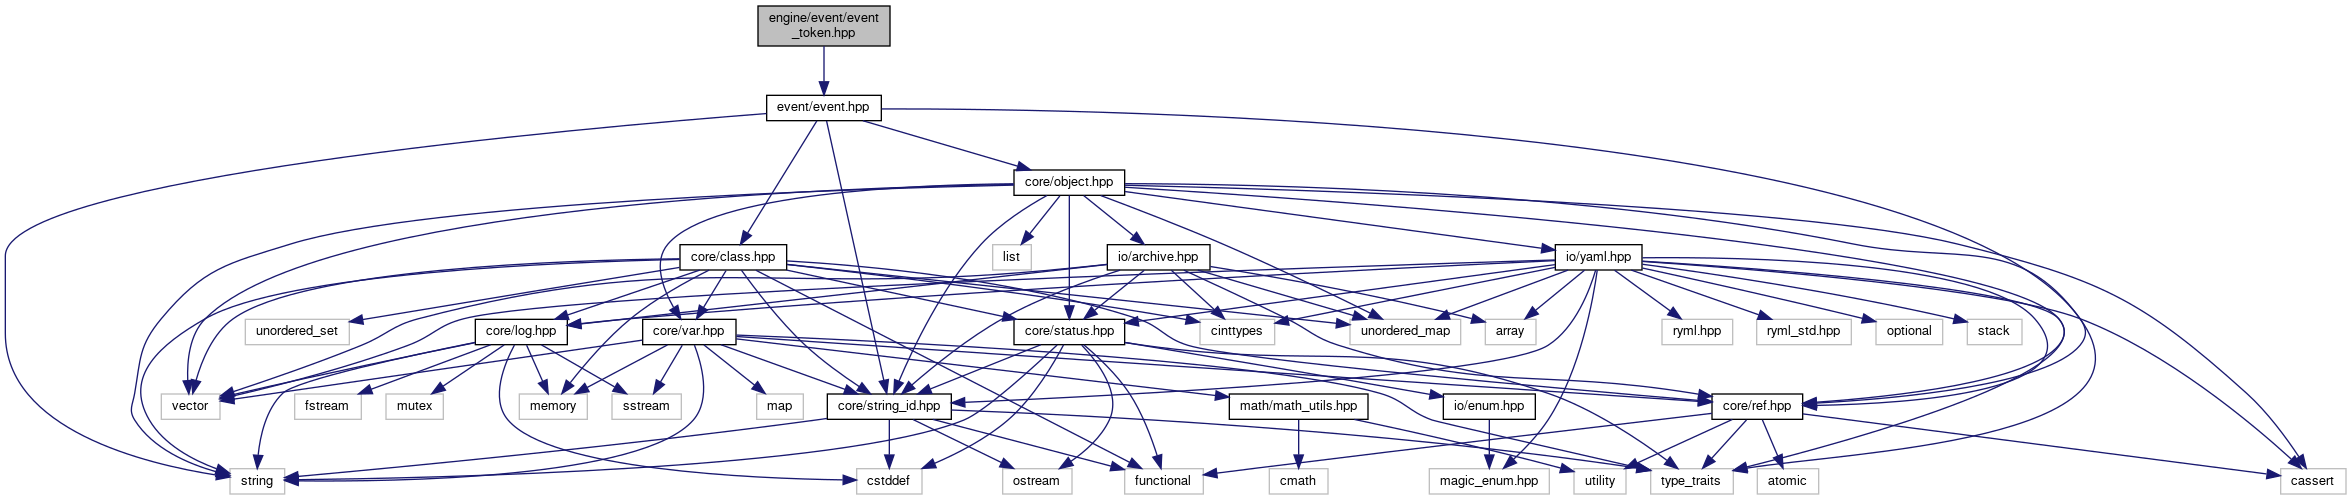 engine/event/event
_token.hpp
event/event.hpp
core/object.hpp
core/class.hpp
list
io/archive.hpp
io/yaml.hpp
unordered_set
core/log.hpp
core/var.hpp
core/status.hpp
cinttypes
unordered_map
array
ryml.hpp
ryml_std.hpp
optional
stack
vector
fstream
mutex
memory
sstream
map
core/string_id.hpp
math/math_utils.hpp
io/enum.hpp
core/ref.hpp
string
cstddef
ostream
functional
cmath
magic_enum.hpp
utility
type_traits
atomic
cassert